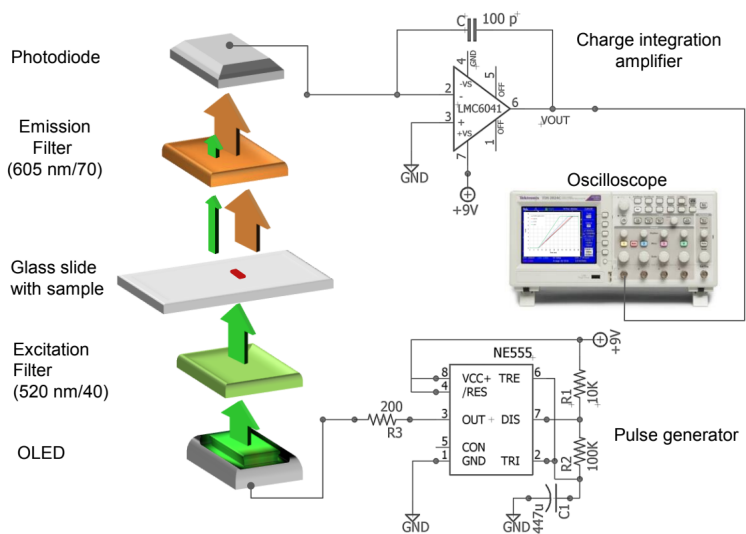 Photodiode
Emission
Filter
(605 nm/70)
Glass slide
with sample
Excitation
Filter
(520 nm/40)
OLED
C
100 p
Charge integration
amplifier
GND
4
5
-VS
OFF
2
-
LMC6041
6
VOUT
3
+
+VS
OFF
7
1
GND
+9V
Oscilloscope
Tektronix
+9V
NE555
8
VCC+
TRE
6
4
/RES
R1
10K
200
R3
3
OUT
DIS
7
Pulse generator
5
CON
R2
100K
1
GND
TRI
2
GND
GND
447u
C1